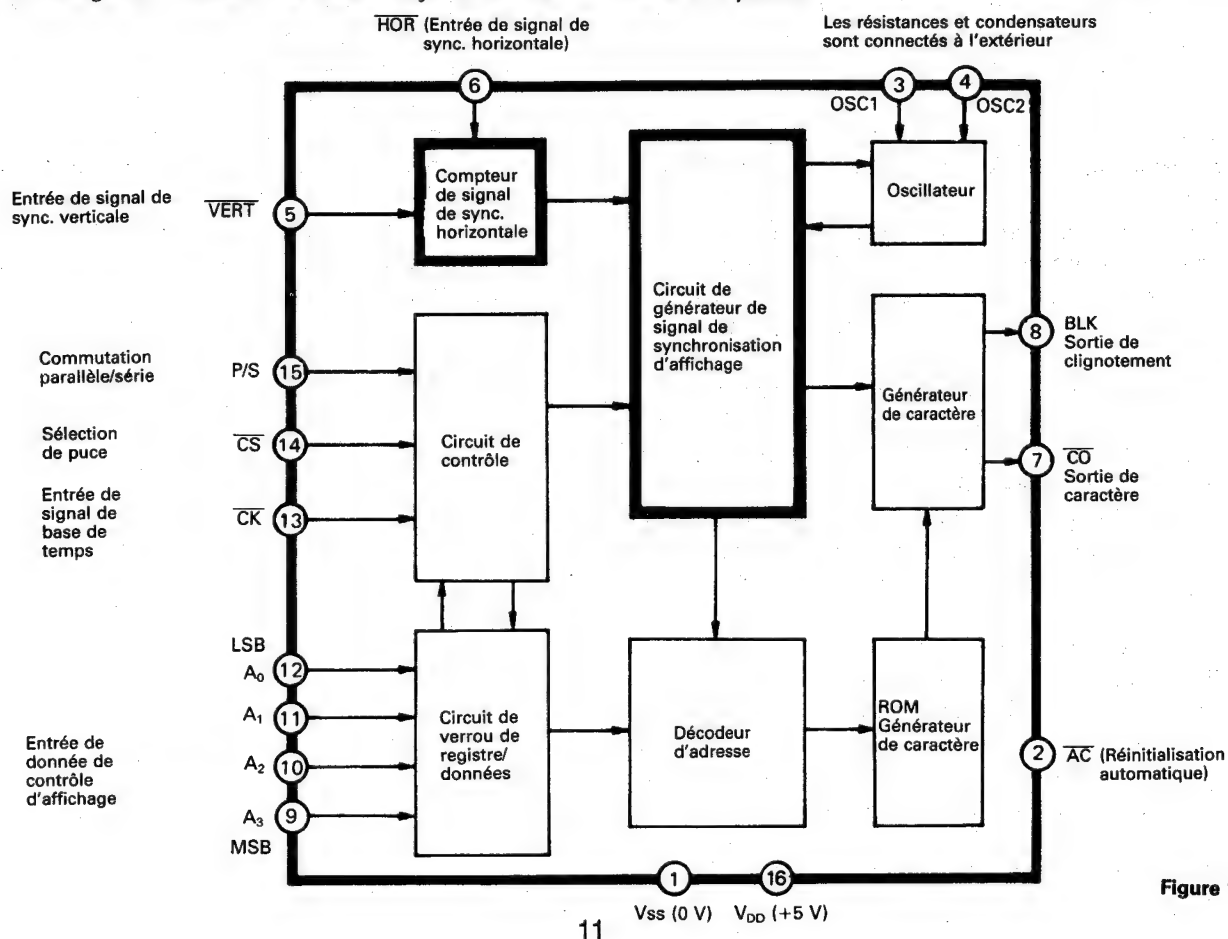 HOR (Entrée de signal de
sync. horizontale)
Les résistances et condensateurs
sont connectés à l'extérieur
6
3
4
OSC1
OSC2
Compteur
de signal
de sync.
horizontale
Oscillateur
Entrée de signal de
sync. verticale
VERT
5
Circuit de
générateur de
signal de
synchronisation
d'affichage
8
BLK
Sortie de
clignotement
Commutation
parallèle/série
P/S
15
Sélection
de puce
CS
14
Circuit de
contrôle
Générateur
de caractère
7
CO
Sortie de
caractère
Entrée de
signal de
base de
temps
CK
13
LSB
A₀
12
A₁
11
A₂
10
A₃
9
MSB
Entrée de
donnée de
contrôle
d'affichage
Circuit de
verrou de
registre/
données
Décodeur
d'adresse
ROM
Générateur
de caractère
2
AC (Réinitialisation
automatique)
1
16
Vss (0 V)
VDD (+5 V)
Figure
11